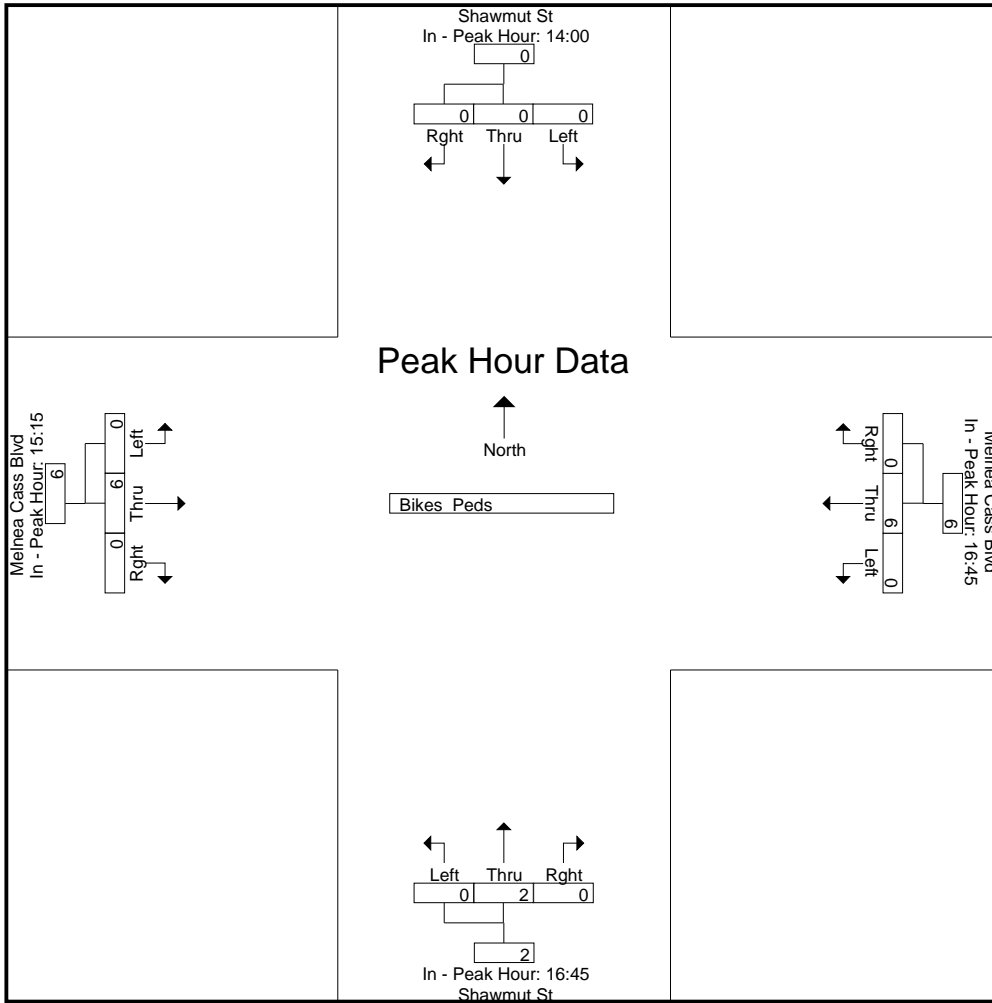 Shawmut St
In - Peak Hour: 14:00
0
0 0 0
Rght Thru Left
Peak Hour Data
North
Bikes Peds
Melnea Cass Blvd
In - Peak Hour: 15:15
6
0 6 0
Left Thru Rght
Melnea Cass Blvd
In - Peak Hour: 16:45
6
0 6 0
Rght Thru Left
Left Thru Rght
0 2 0
2
In - Peak Hour: 16:45
Shawmut St